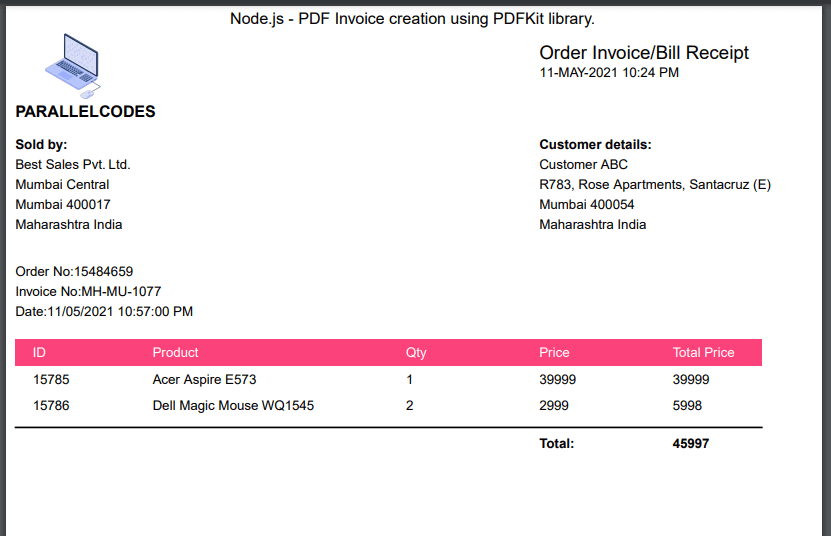 Node.js - PDF Invoice creation using PDFKit library.
Order Invoice/Bill Receipt
11-MAY-2021 10:24 PM
PARALLELCODES
Sold by:
Best Sales Pvt. Ltd.
Mumbai Central
Mumbai 400017
Maharashtra India
Customer details:
Customer ABC
R783, Rose Apartments, Santacruz (E)
Mumbai 400054
Maharashtra India
Order No:15484659
Invoice No:MH-MU-1077
Date:11/05/2021 10:57:00 PM
ID Product Qty Price Total Price
15785 Acer Aspire E573 1 39999 39999
15786 Dell Magic Mouse WQ1545 2 2999 5998
Total: 45997